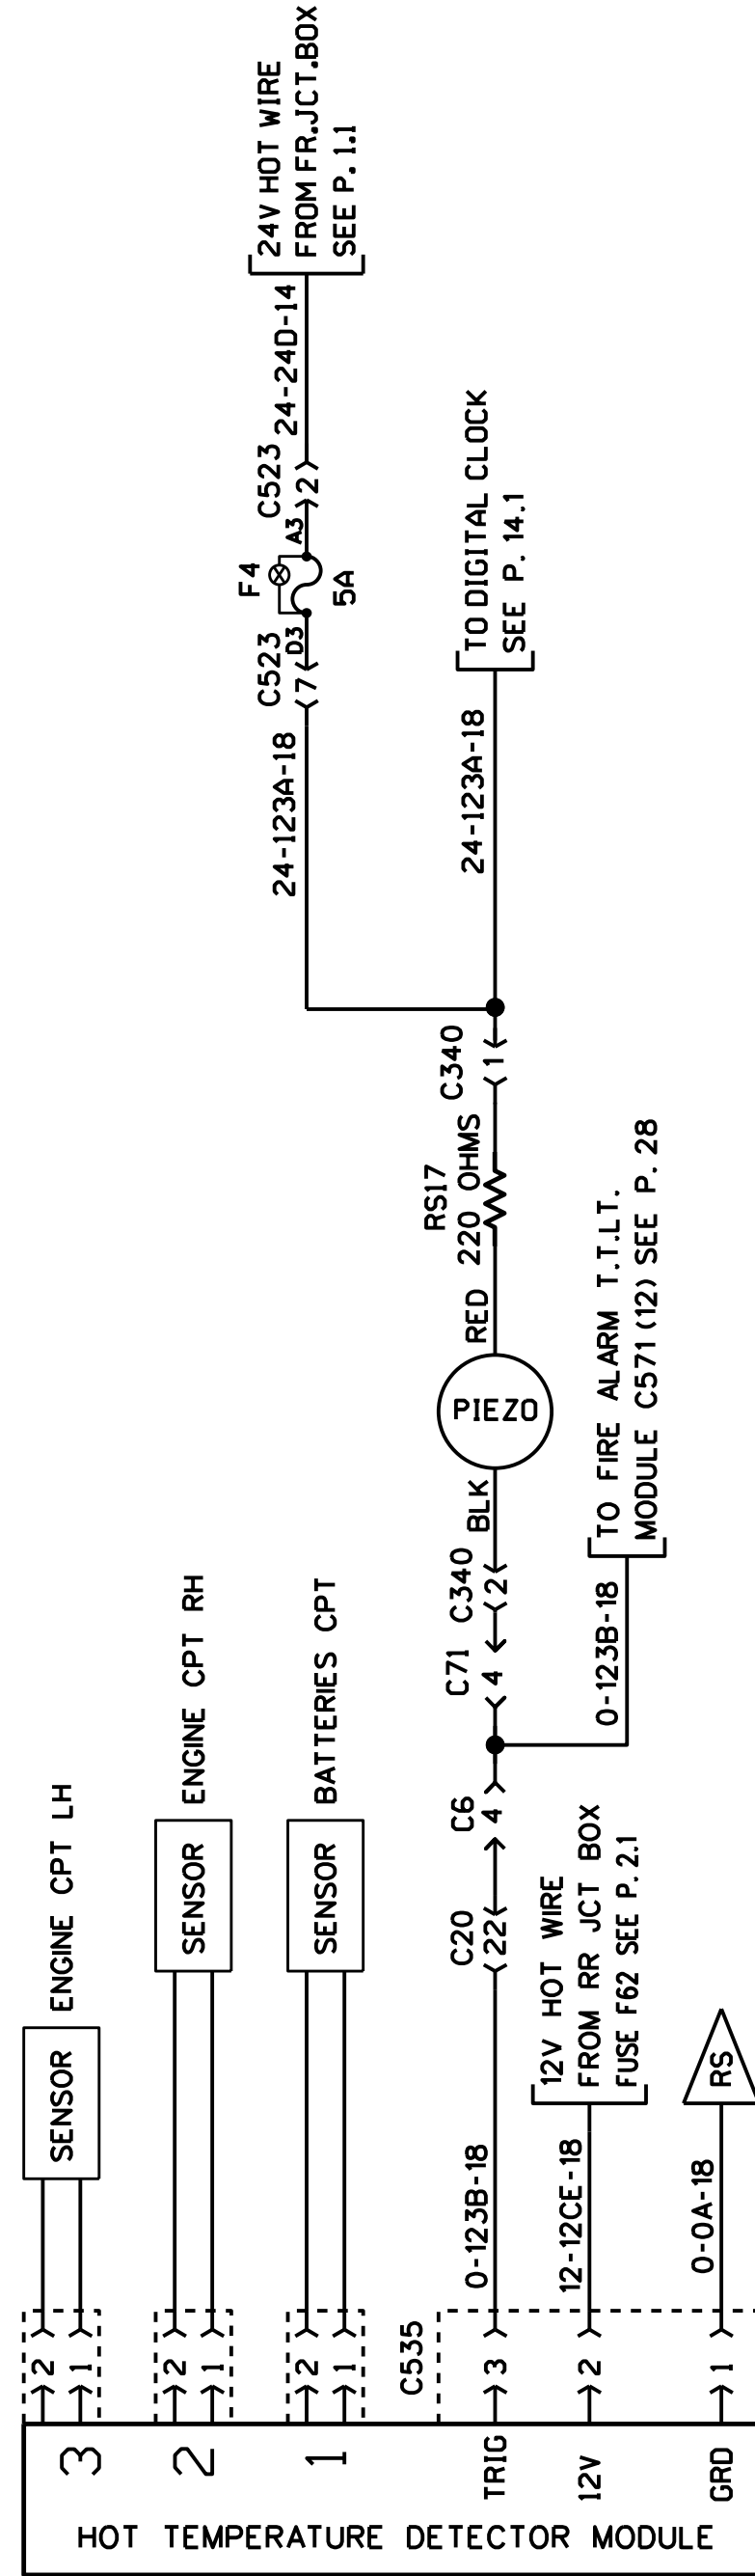 HOT TEMPERATURE DETECTOR MODULE
3
2
1
SENSOR
ENGINE CPT LH
2
1
SENSOR
ENGINE CPT RH
2
1
SENSOR
BATTERIES CPT
C535
TRIG
3
0-123B-18
C20
22
C6
4
C71
4
C340
2
BLK
PIEZO
RED
RS17
220 OHMS
C340
1
24-123A-18
TO DIGITAL CLOCK
SEE P. 14.1
24-123A-18
C523
7
D3
F4
5A
A3
C523
2
24-24D-14
24V HOT WIRE
FROM FR.JCT.BOX
SEE P. 1.1
0-123B-18
TO FIRE ALARM T.T.LT.
MODULE C571 (12) SEE P. 28
12V
2
12-12CE-18
12V HOT WIRE
FROM RR JCT BOX
FUSE F62 SEE P. 2.1
GRD
1
0-0A-18
RS
2
1